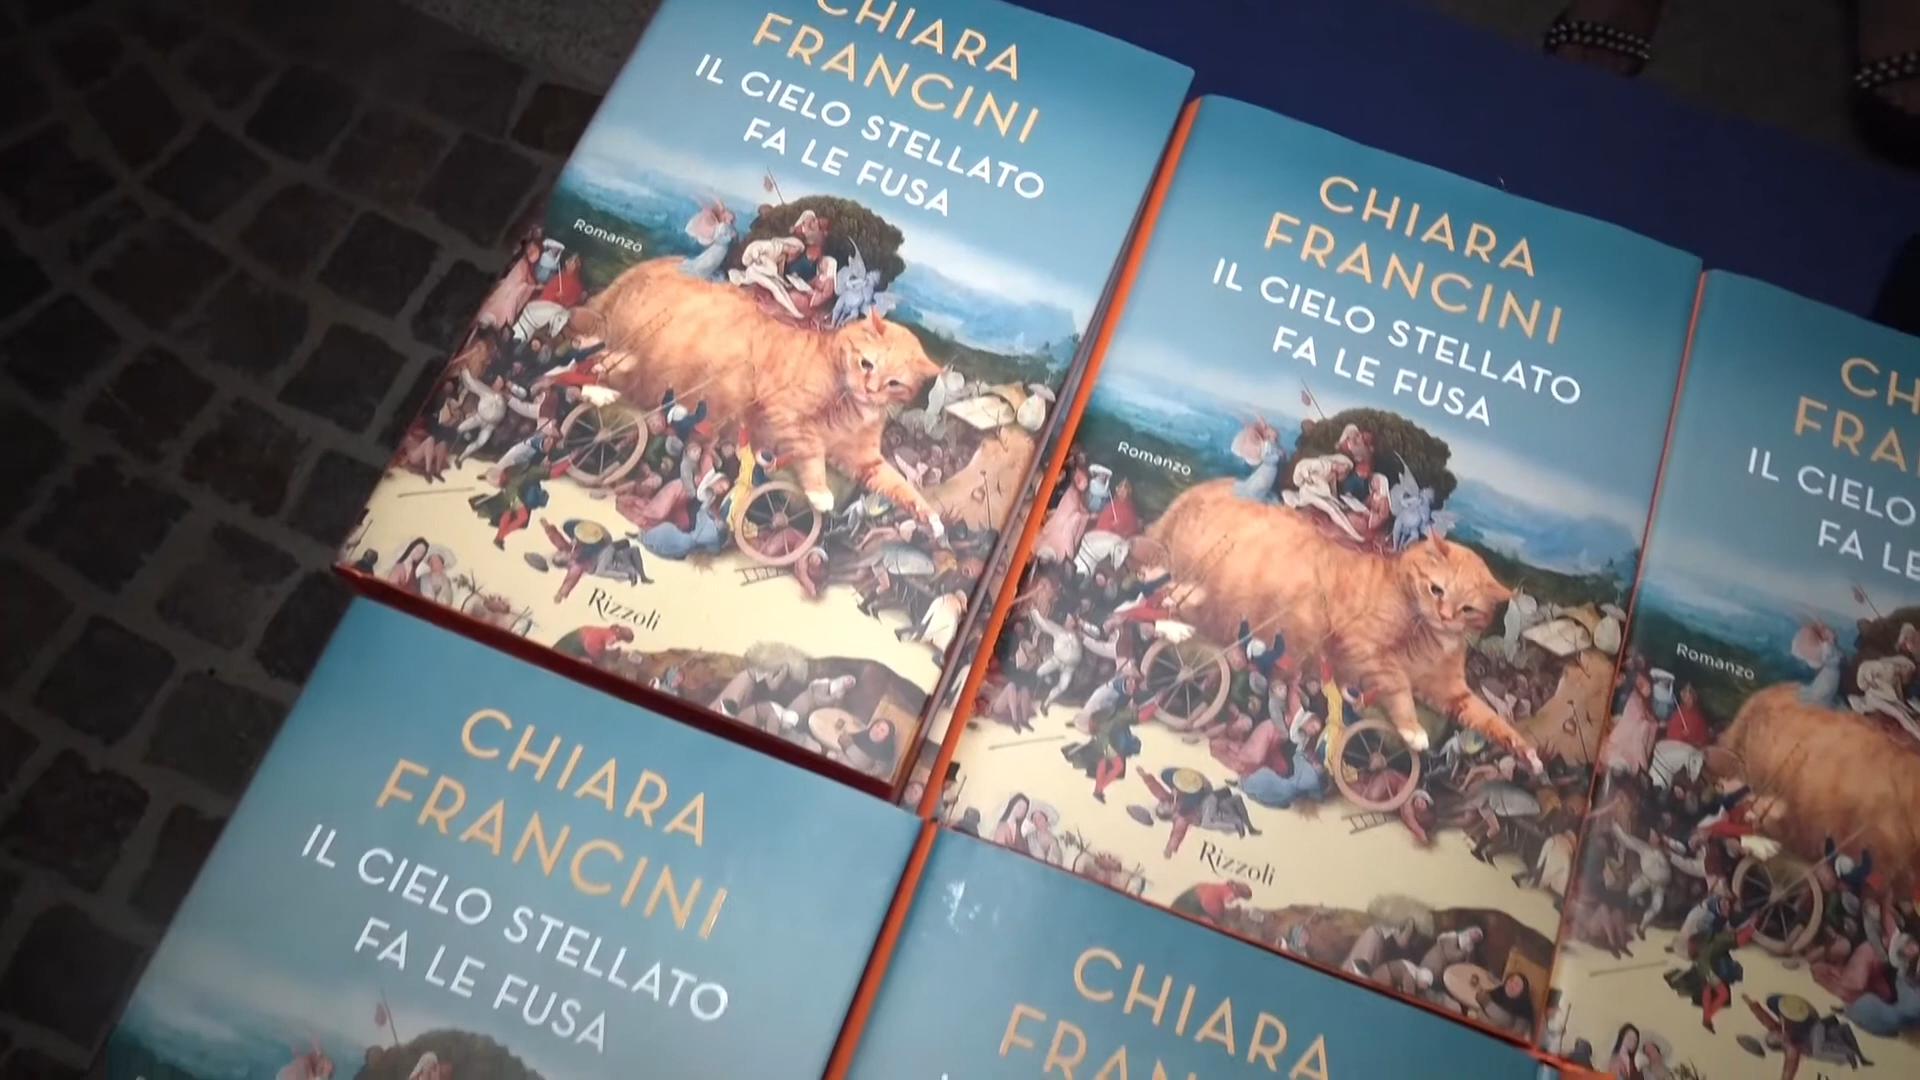 CHIARA
FRANCINI
IL CIELO STELLATO
FA LE FUSA
Romanzo
Rizzoli
CHIARA
FRANCINI
IL CIELO STELLATO
FA LE FUSA
Romanzo
Rizzoli
CH
FRA
IL CIELO
FA LE
Romanzo
CHIARA
FRANCINI
IL CIELO STELLATO
FA LE FUSA
CHIARA
FRAN